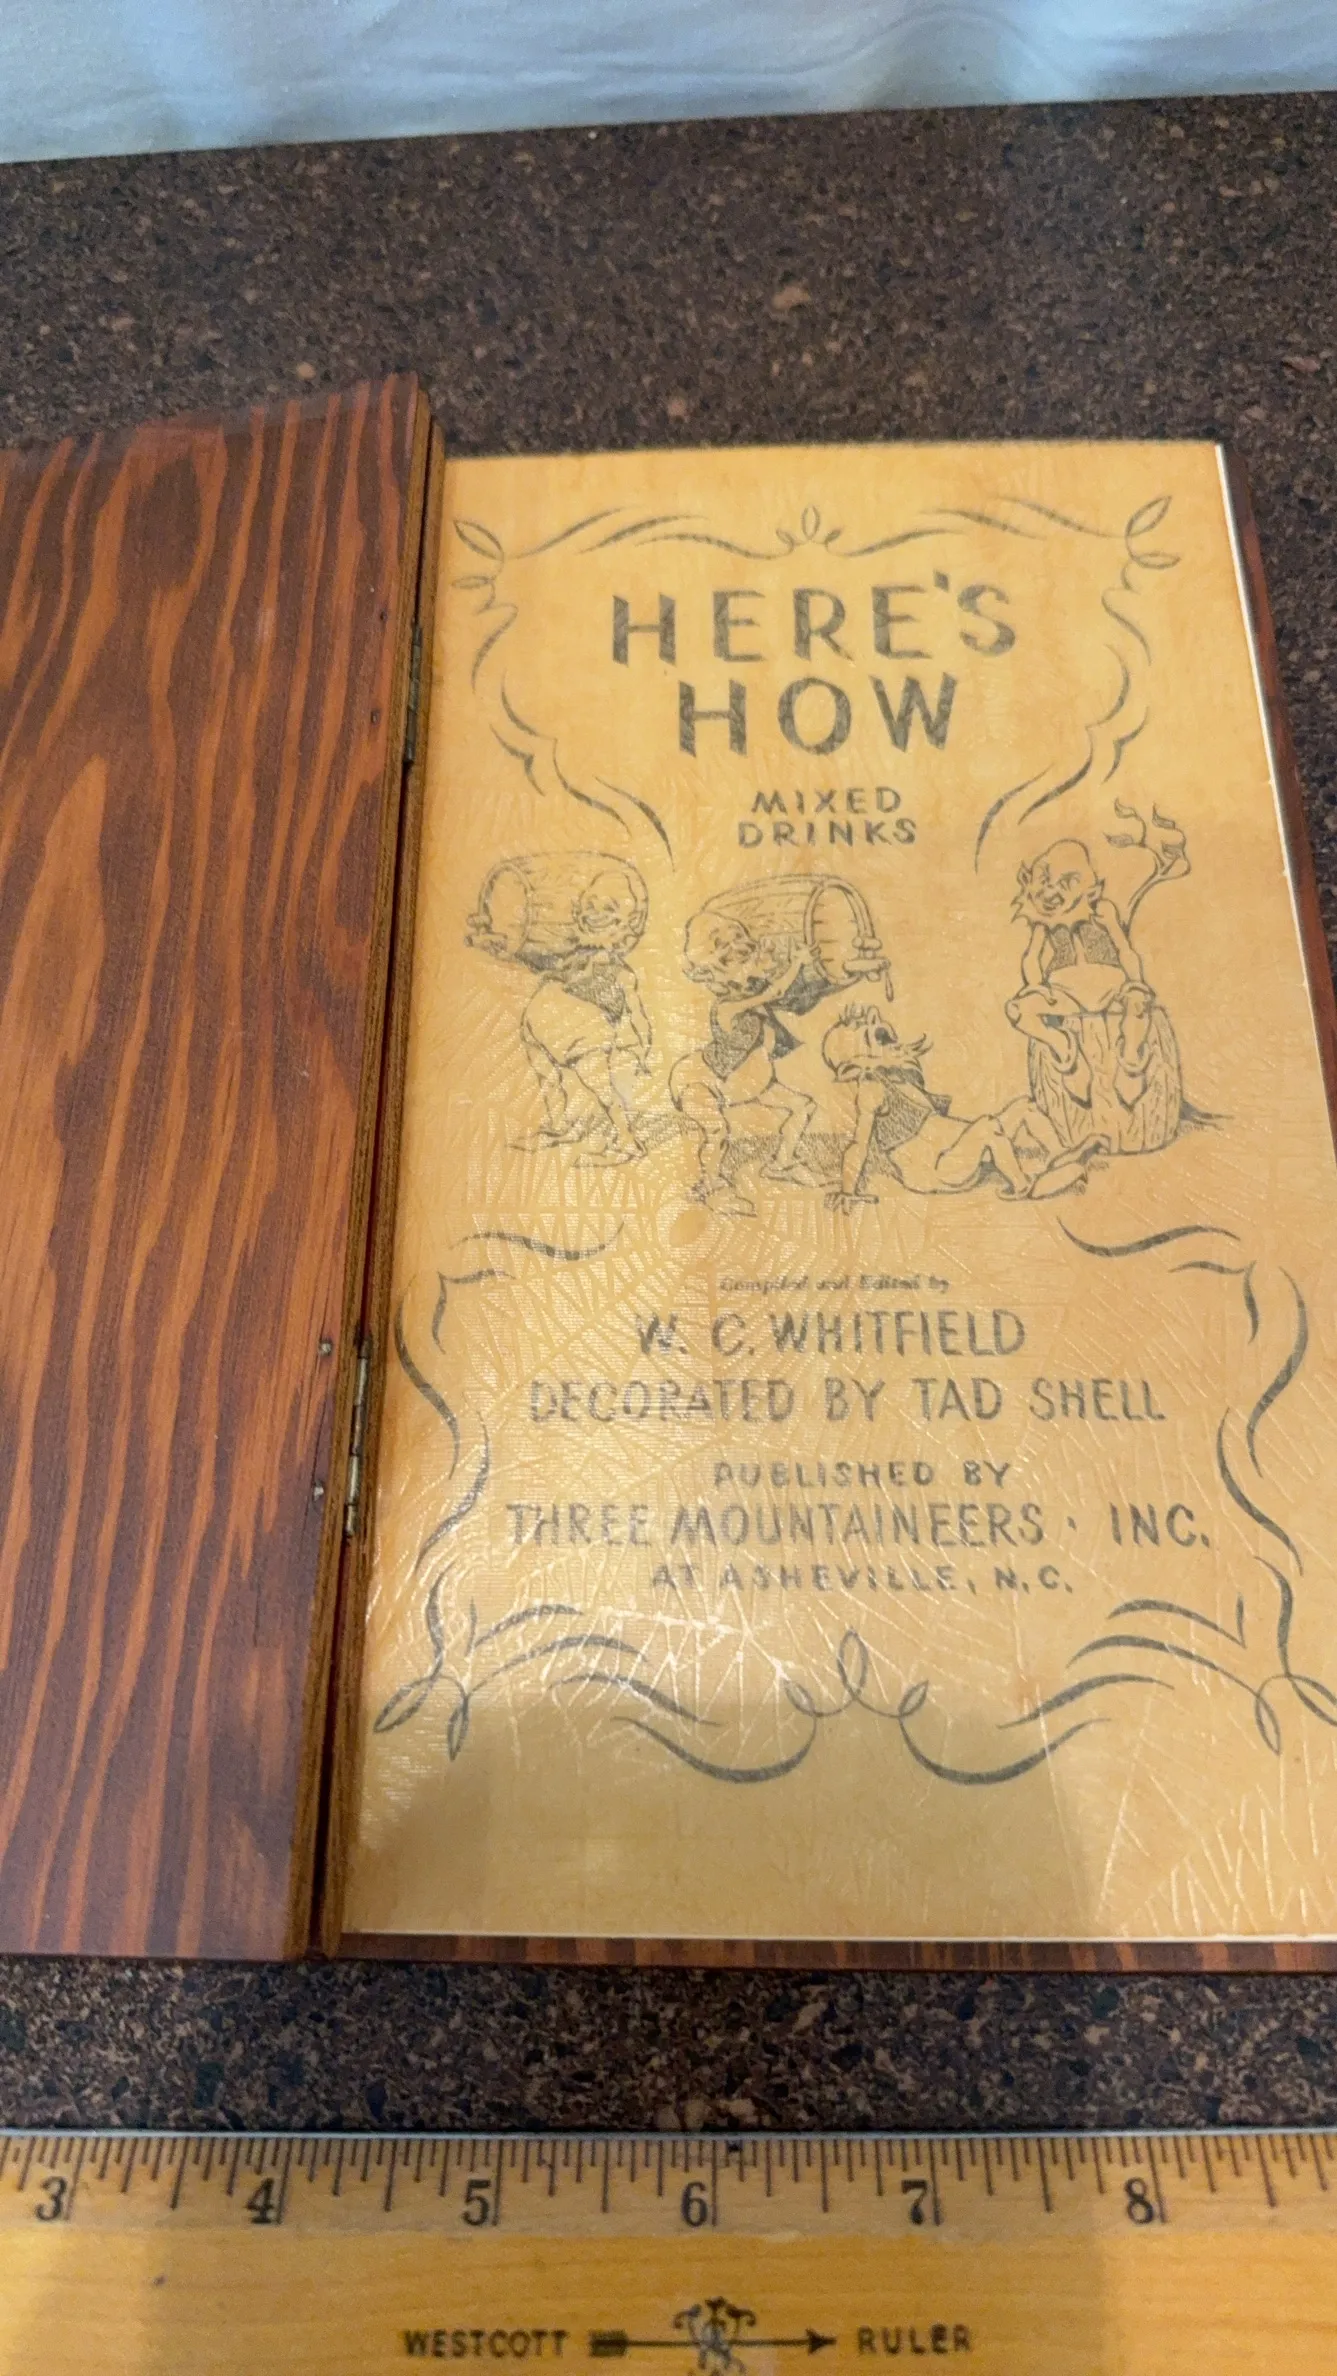 HERE'S
HOW
MIXED
DRINKS
Compiled and Edited by
W. C. WHITFIELD
DECORATED BY TAD SHELL
PUBLISHED BY
THREE MOUNTAINEERS · INC.
AT ASHEVILLE, N.C.
3 4 5 6 7 8
WESTCOTT RULER